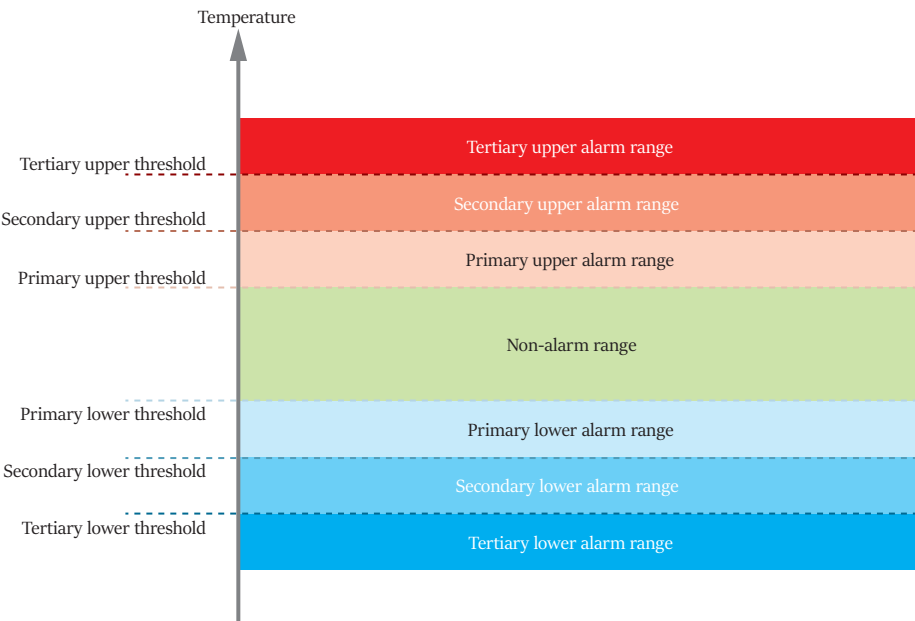 Temperature
Tertiary upper alarm range
Tertiary upper threshold
Secondary upper alarm range
Secondary upper threshold
Primary upper alarm range
Primary upper threshold
Non-alarm range
Primary lower threshold
Primary lower alarm range
Secondary lower threshold
Secondary lower alarm range
Tertiary lower threshold
Tertiary lower alarm range